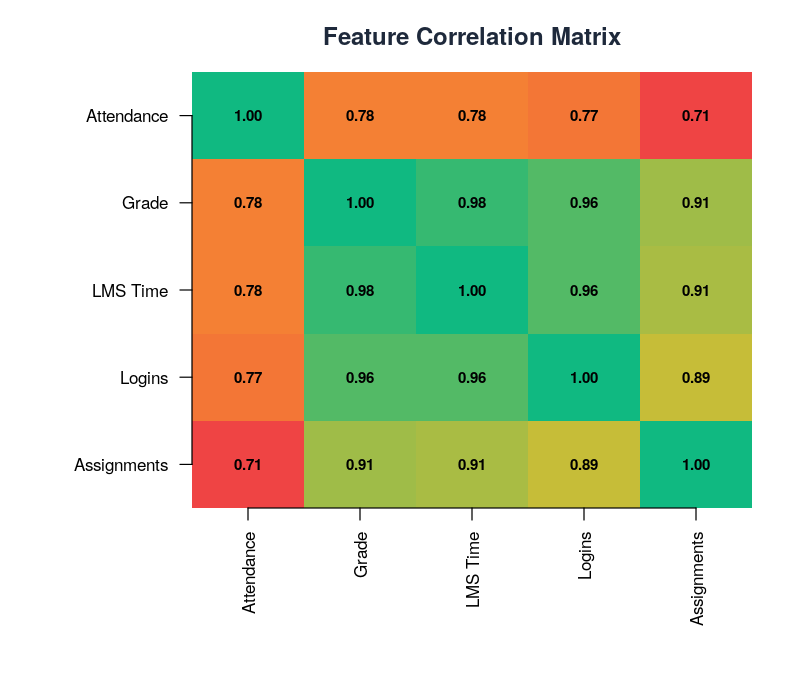 Feature Correlation Matrix
Attendance 1.00 0.78 0.78 0.77 0.71
Grade 0.78 1.00 0.98 0.96 0.91
LMS Time 0.78 0.98 1.00 0.96 0.91
Logins 0.77 0.96 0.96 1.00 0.89
Assignments 0.71 0.91 0.91 0.89 1.00
Attendance Grade LMS Time Logins Assignments